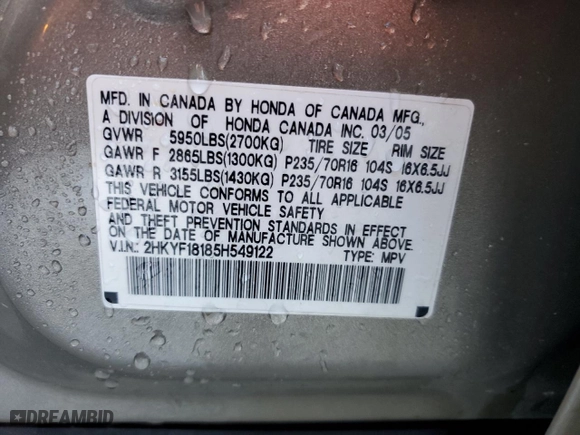 MFD. IN CANADA BY HONDA OF CANADA MFG.,
A DIVISION OF HONDA CANADA INC. 03/05
GVWR 5950LBS(2700KG) TIRE SIZE RIM SIZE
GAWR F 2865LBS(1300KG) P235/70R16 104S 16X6.5JJ
GAWR R 3155LBS(1430KG) P235/70R16 104S 16X6.5JJ
THIS VEHICLE CONFORMS TO ALL APPLICABLE
FEDERAL MOTOR VEHICLE SAFETY
AND THEFT PREVENTION STANDARDS IN EFFECT
ON THE DATE OF MANUFACTURE SHOWN ABOVE.
V.I.N.: 2HKYF18185H549122 TYPE: MPV
DREAMBID